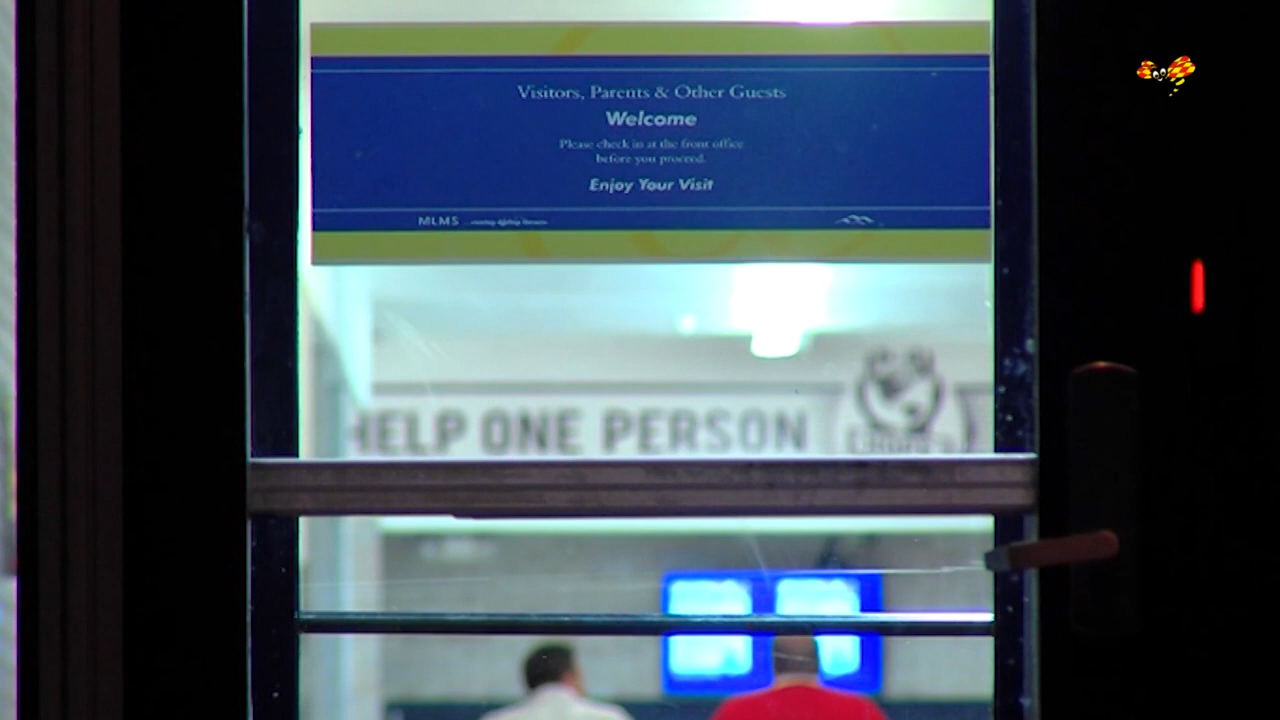 Visitors, Parents & Other Guests
Welcome
Please check in at the front office
before you proceed.
Enjoy Your Visit
MLMS
HELP ONE PERSON